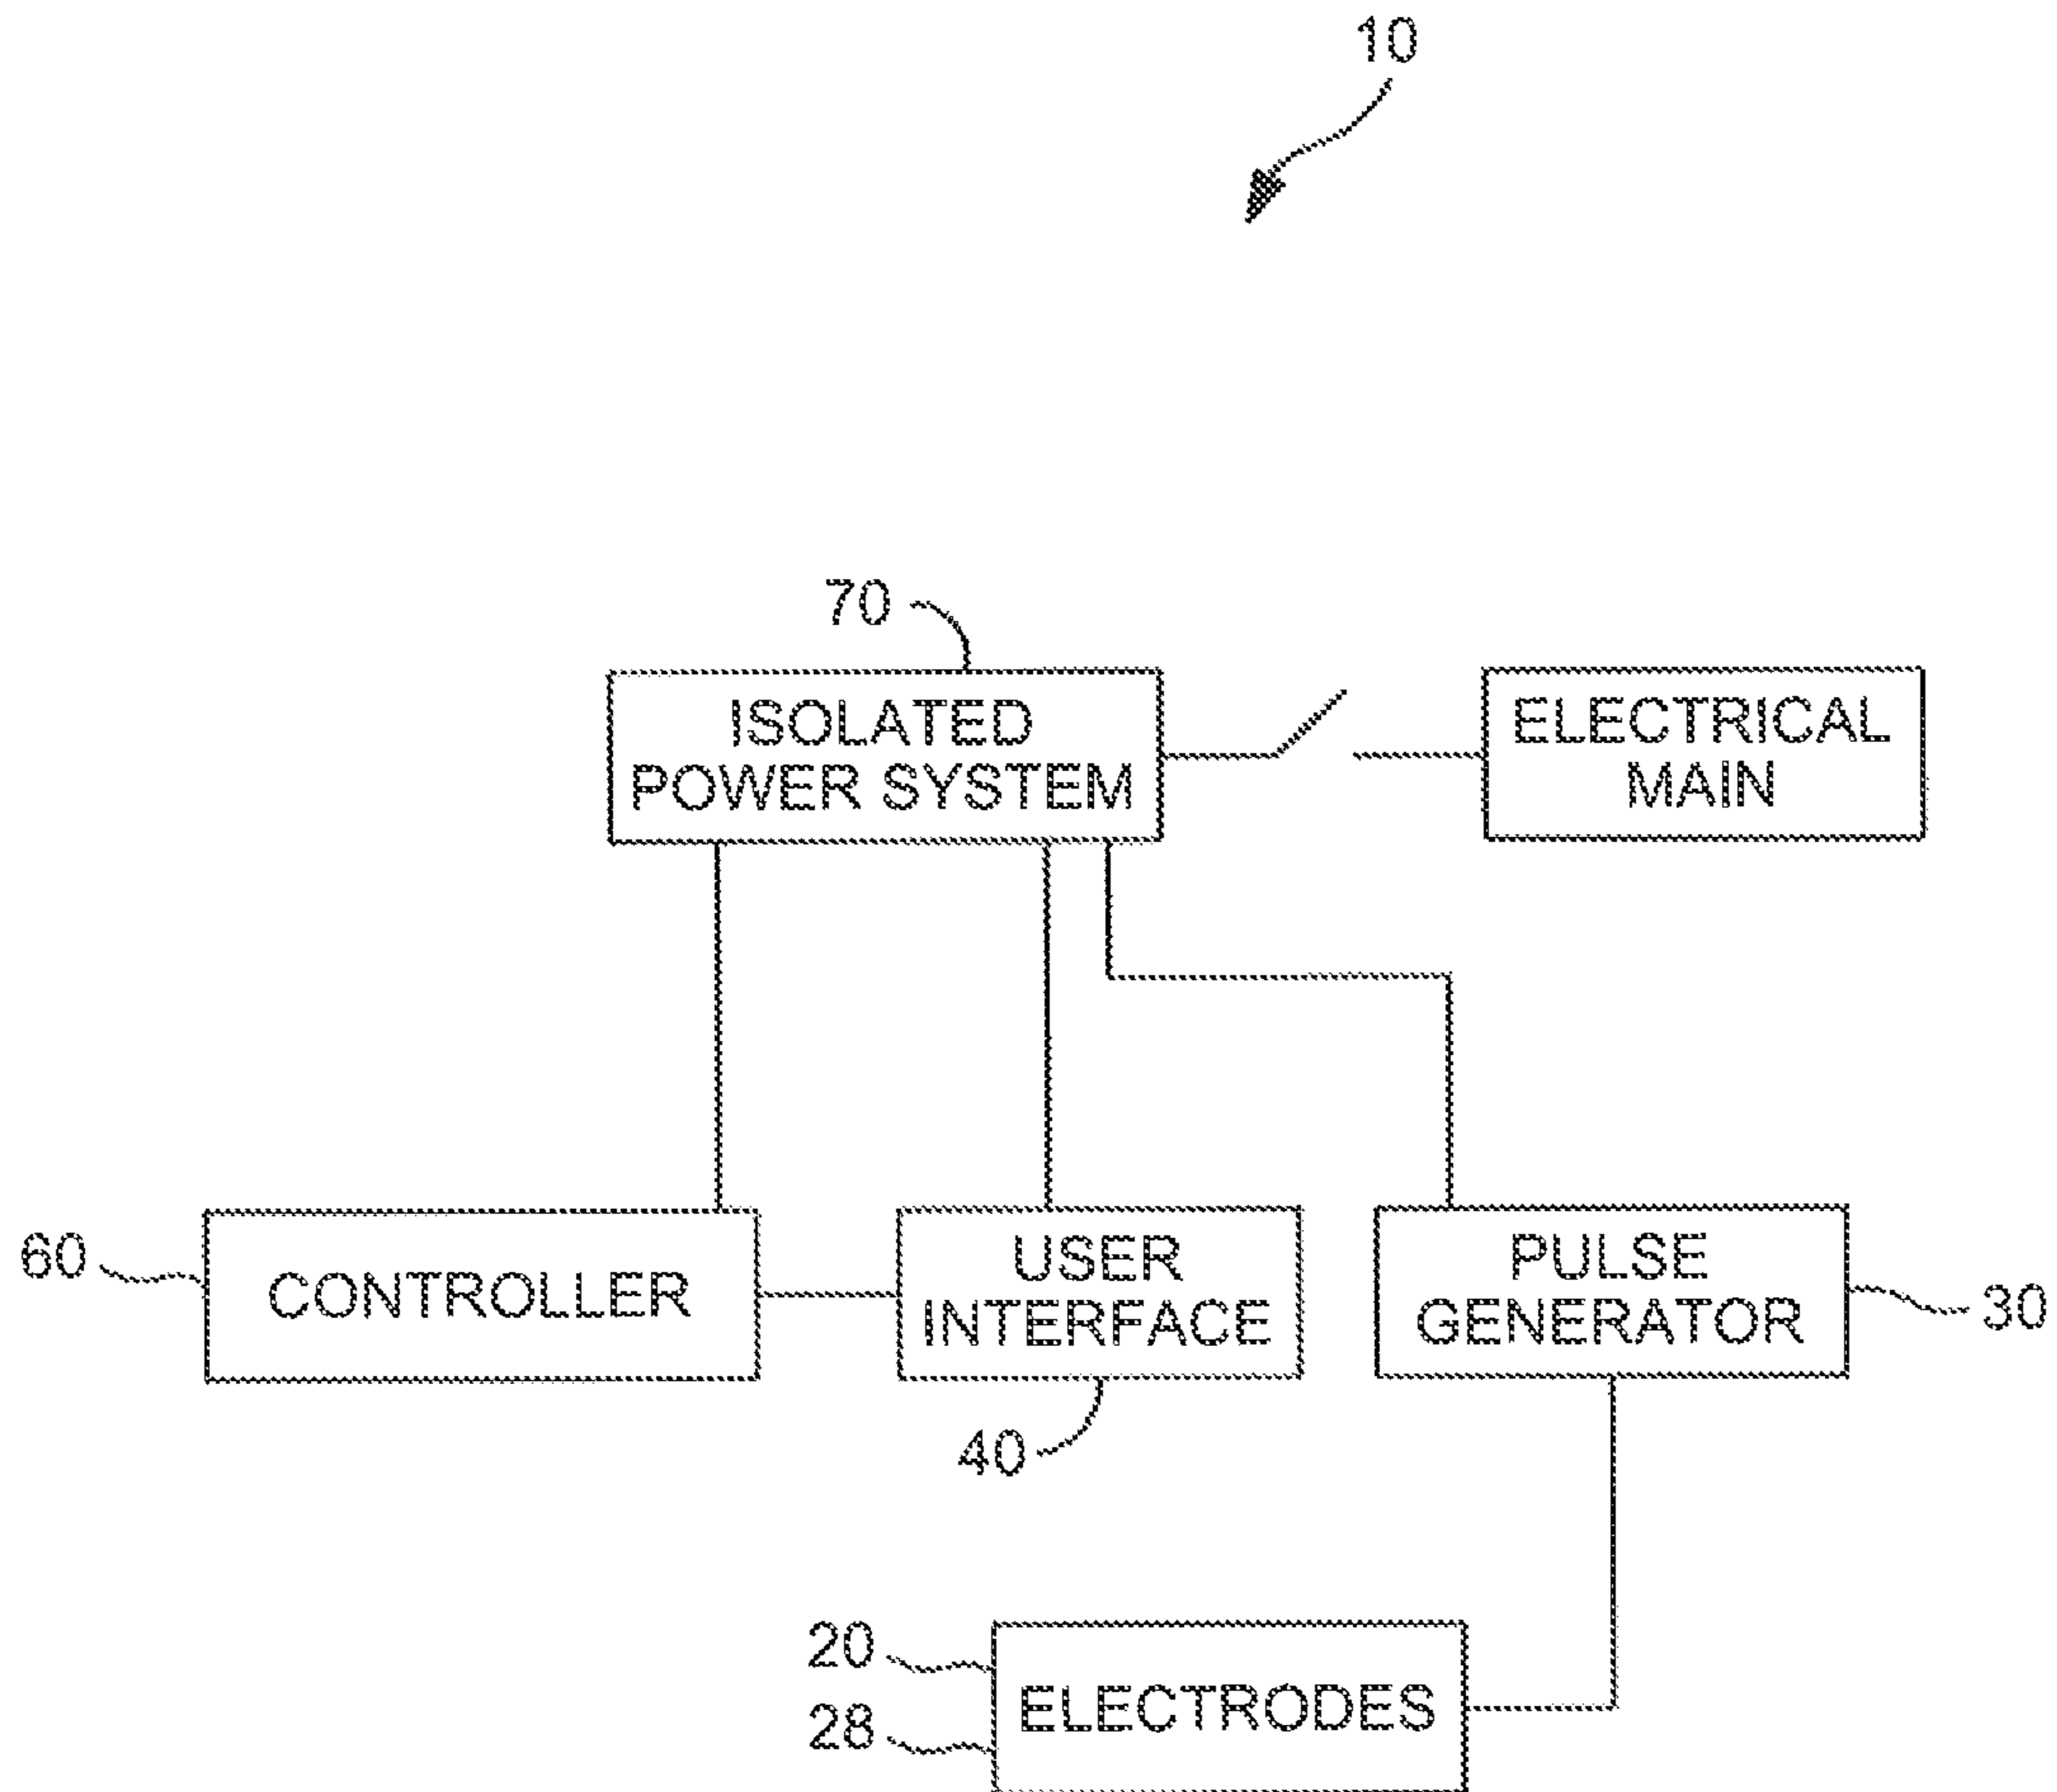 10
70
ISOLATED
POWER SYSTEM
ELECTRICAL
MAIN
60
CONTROLLER
USER
INTERFACE
PULSE
GENERATOR
30
40
20
28
ELECTRODES